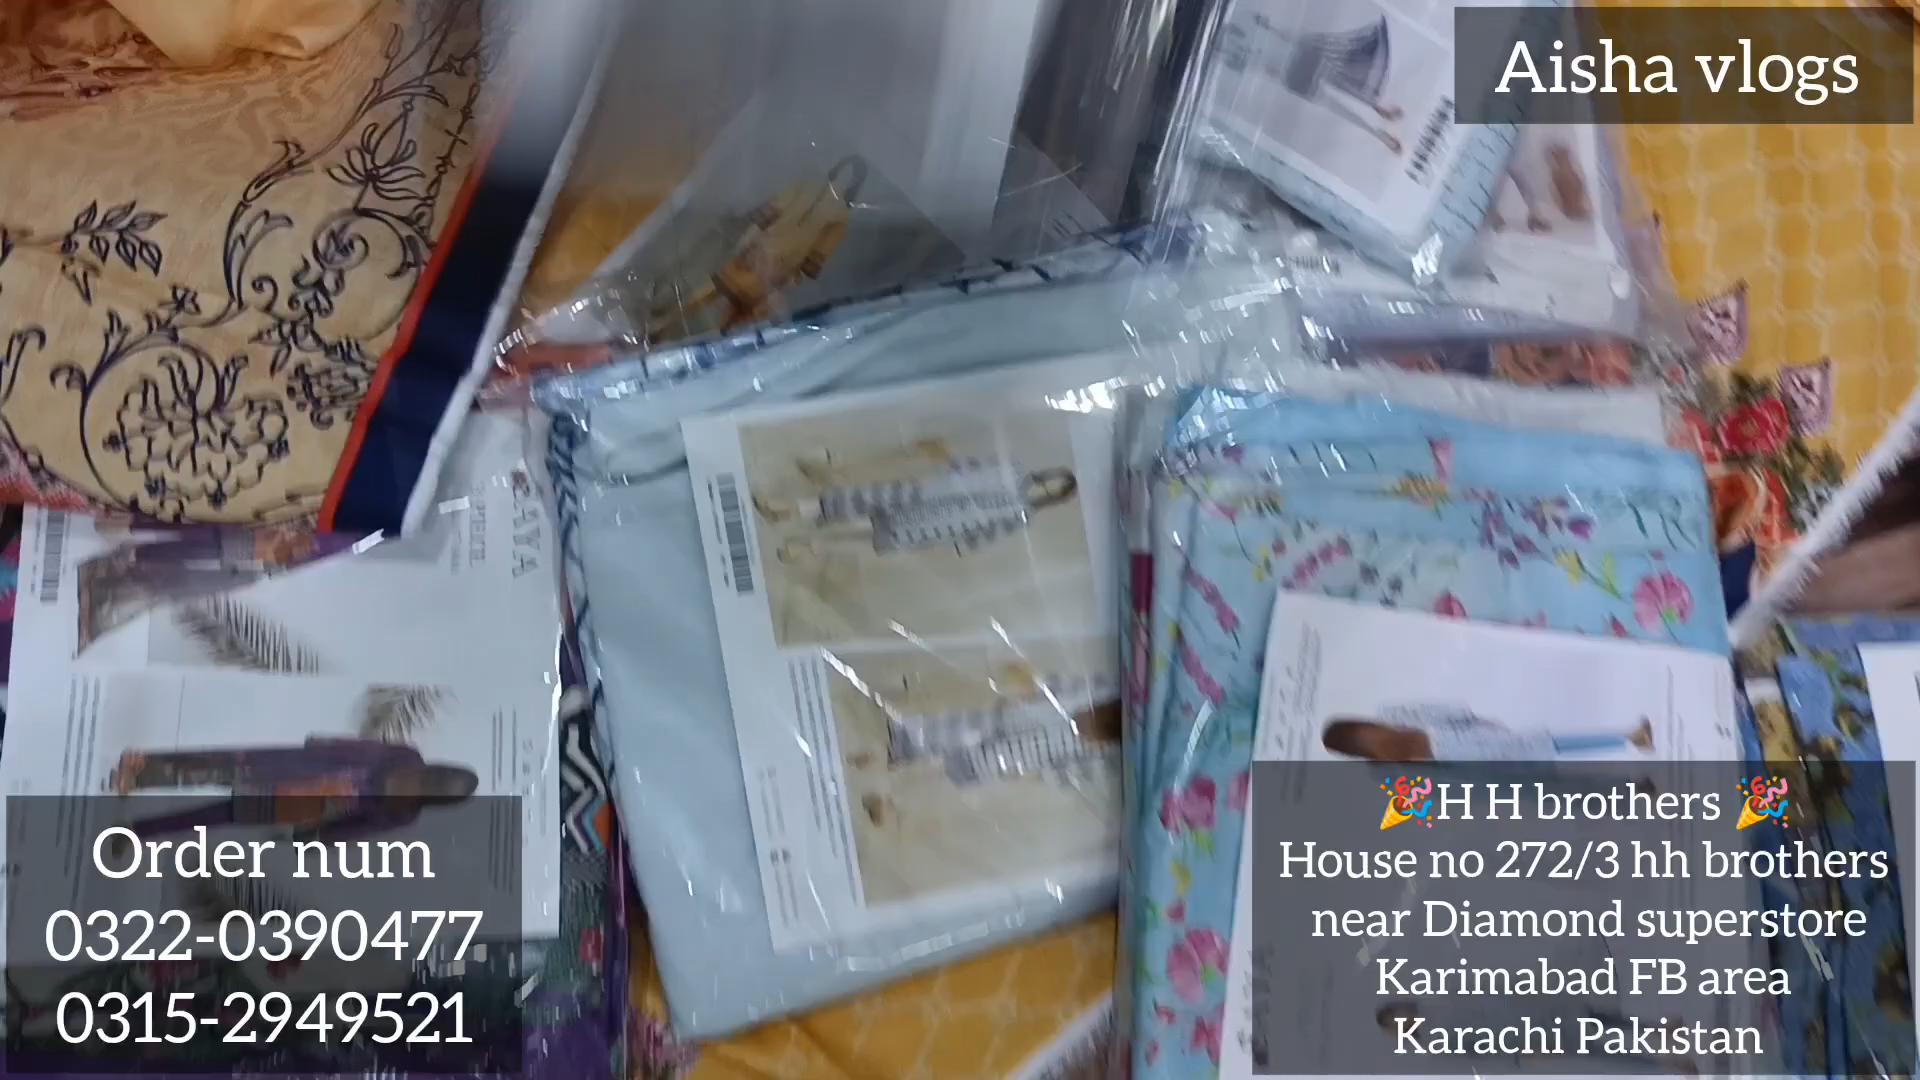 Aisha vlogs
Order num
0322-0390477
0315-2949521
🎉H H brothers 🎉
House no 272/3 hh brothers
near Diamond superstore
Karimabad FB area
Karachi Pakistan